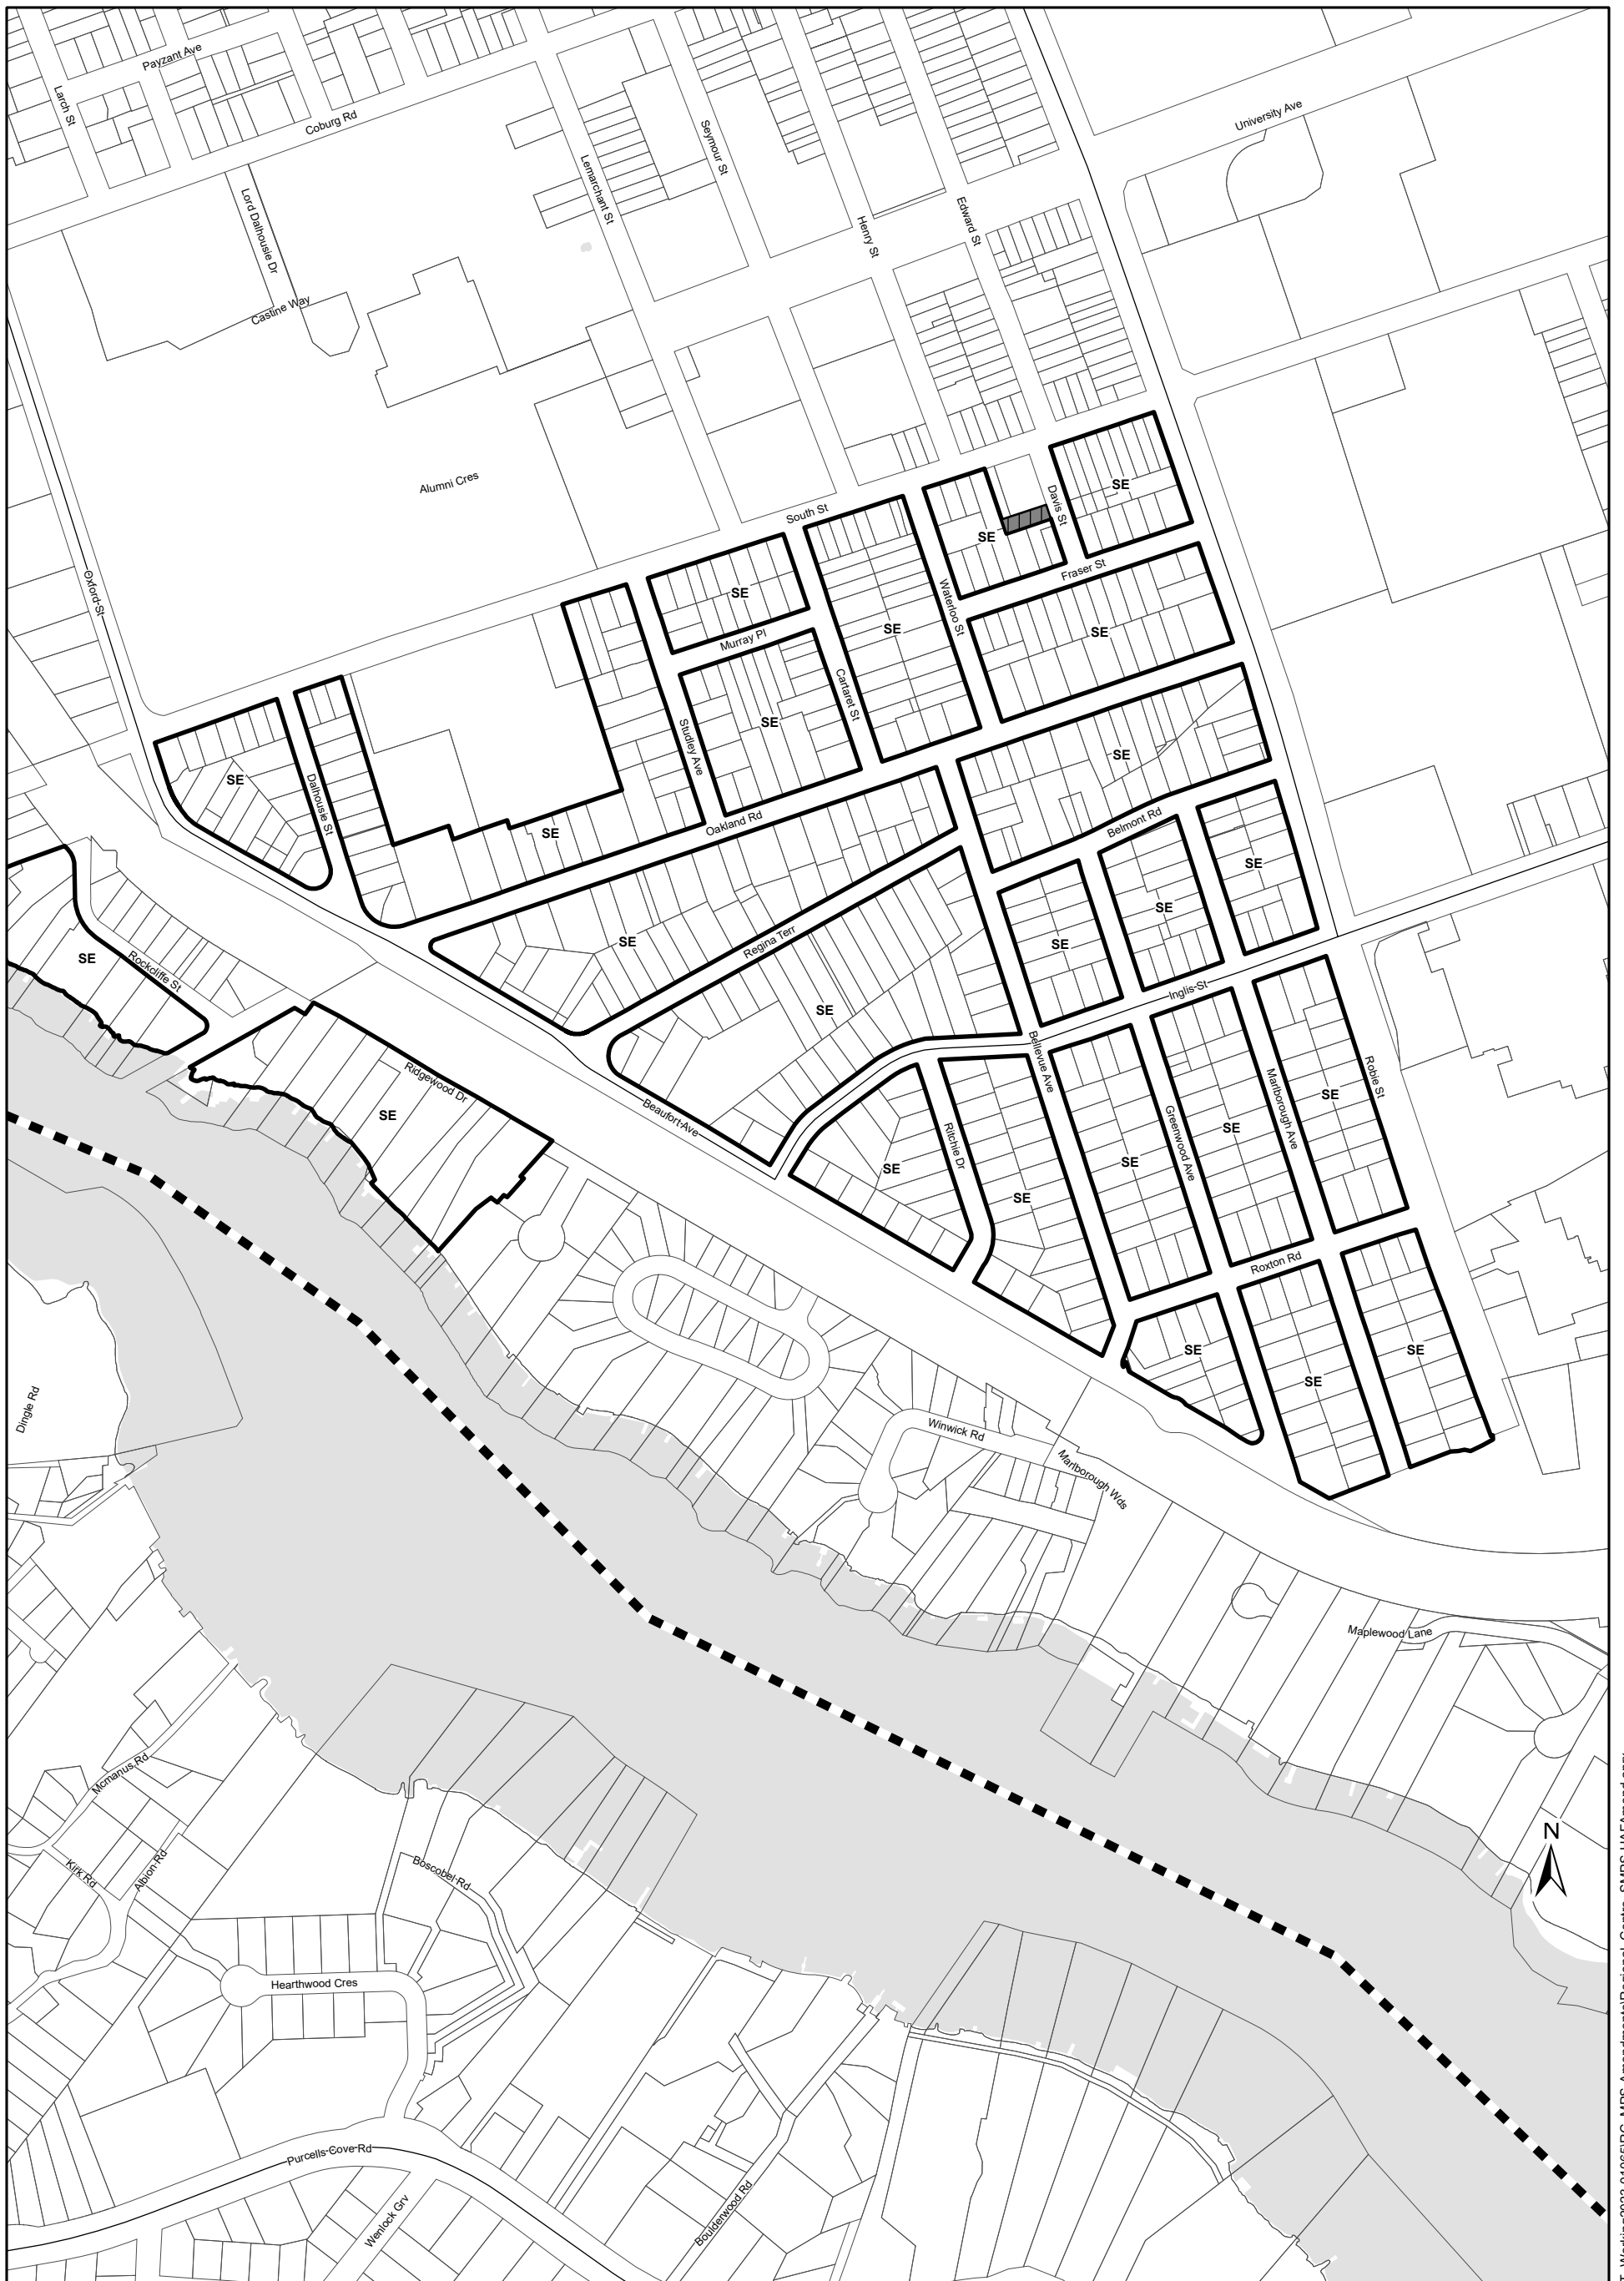 Payzant Ave
Larch St
Coburg Rd
University Ave
Seymour St
Lemarchant St
Lord Dalhousie Dr
Henry St
Edward St
Castine Way
Alumni Cres
South St
Davis St
SE
SE
Fraser St
Oxford St
SE
Murray Pl
Waterloo St
SE
SE
Cartaret St
SE
Studley Ave
SE
SE
Dalhousie St
Oakland Rd
Belmont Rd
SE
SE
SE
SE
SE
Regina Terr
SE
Rockcliffe St
Inglis St
SE
SE
Ridgewood Dr
SE
Beaufort Ave
Bellevue Ave
Robie St
SE
Marlborough Ave
SE
Greenwood Ave
Ritchie Dr
SE
SE
SE
Roxton Rd
SE
SE
SE
Dingle Rd
Winwick Rd
Marlborough Wds
Maplewood Lane
Mcmanus Rd
N
Kirk Rd
Albion Rd
Boscobel Rd
Hearthwood Cres
Purcells Cove Rd
Wenlock Grv
Boulderwood Rd